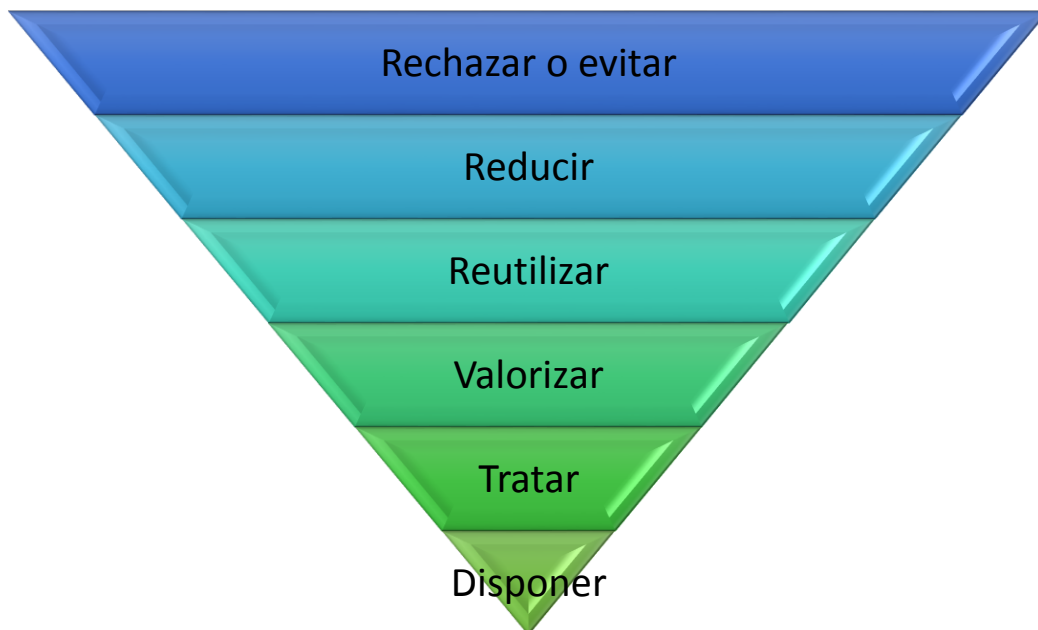 Rechazar o evitar
Reducir
Reutilizar
Valorizar
Tratar
Disponer